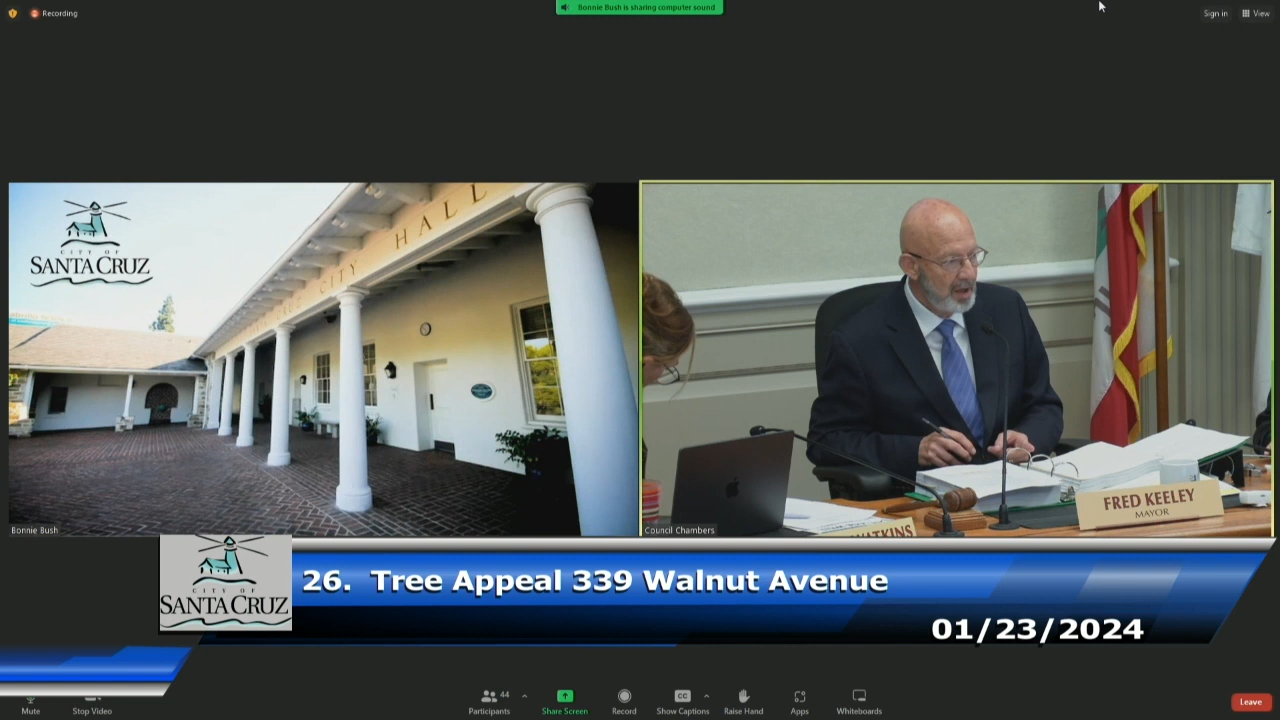 Recording
Bonnie Bush is sharing computer sound
Sign in
View
CITY OF
SANTA CRUZ
CITY HALL
Bonnie Bush
FRED KEELEY
MAYOR
WATKINS
Council Chambers
CITY OF
SANTA CRUZ
26. Tree Appeal 339 Walnut Avenue
01/23/2024
Mute
Stop Video
Participants
44
Share Screen
Record
CC
Show Captions
Raise Hand
Apps
Whiteboards
Leave